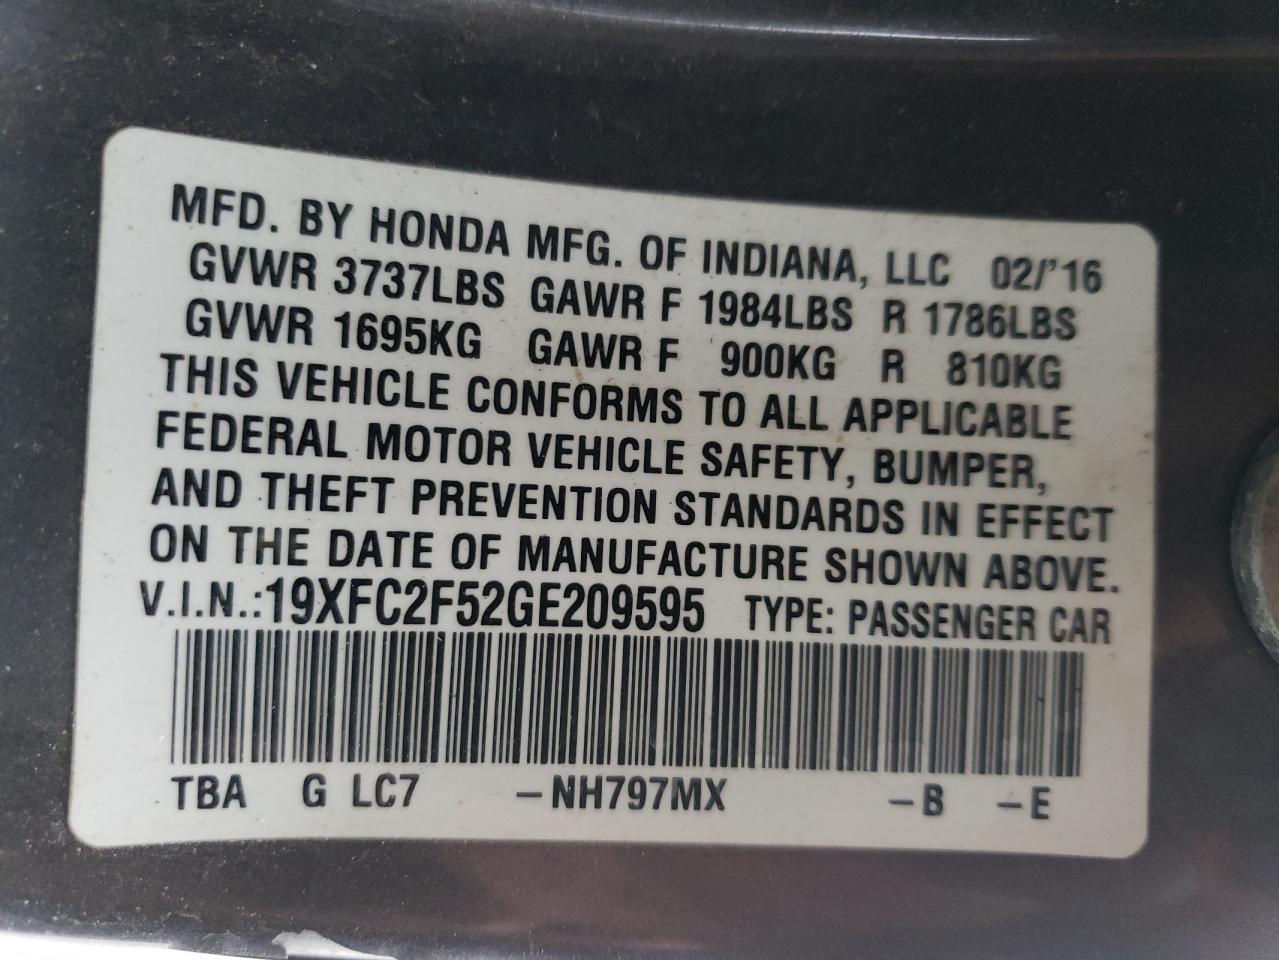 MFD. BY HONDA MFG. OF INDIANA, LLC 02/'16
GVWR 3737LBS GAWR F 1984LBS R 1786LBS
GVWR 1695KG GAWR F 900KG R 810KG
THIS VEHICLE CONFORMS TO ALL APPLICABLE
FEDERAL MOTOR VEHICLE SAFETY, BUMPER,
AND THEFT PREVENTION STANDARDS IN EFFECT
ON THE DATE OF MANUFACTURE SHOWN ABOVE.
V.I.N.:19XFC2F52GE209595 TYPE: PASSENGER CAR
TBA G LC7 -NH797MX -B -E